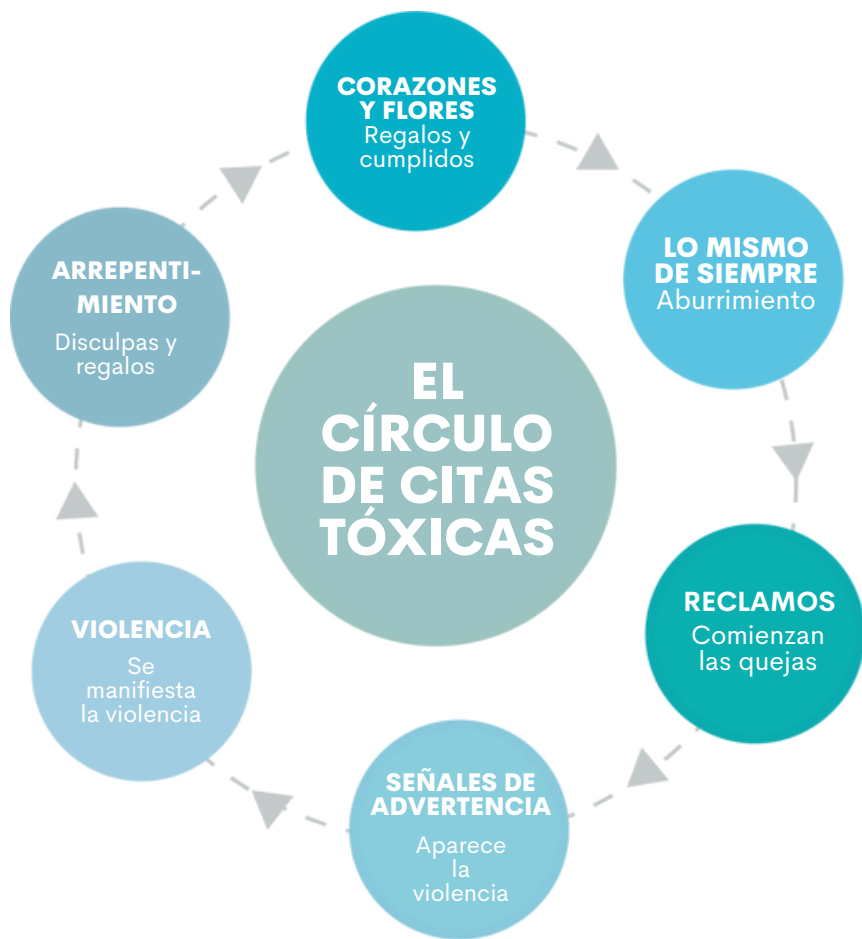 CORAZONES
Y FLORES
Regalos y
cumplidos
LO MISMO
DE SIEMPRE
Aburrimiento
RECLAMOS
Comienzan
las quejas
SEÑALES DE
ADVERTENCIA
Aparece
la
violencia
VIOLENCIA
Se
manifiesta
la violencia
ARREPENTI-
MIENTO
Disculpas y
regalos
EL
CÍRCULO
DE CITAS
TÓXICAS